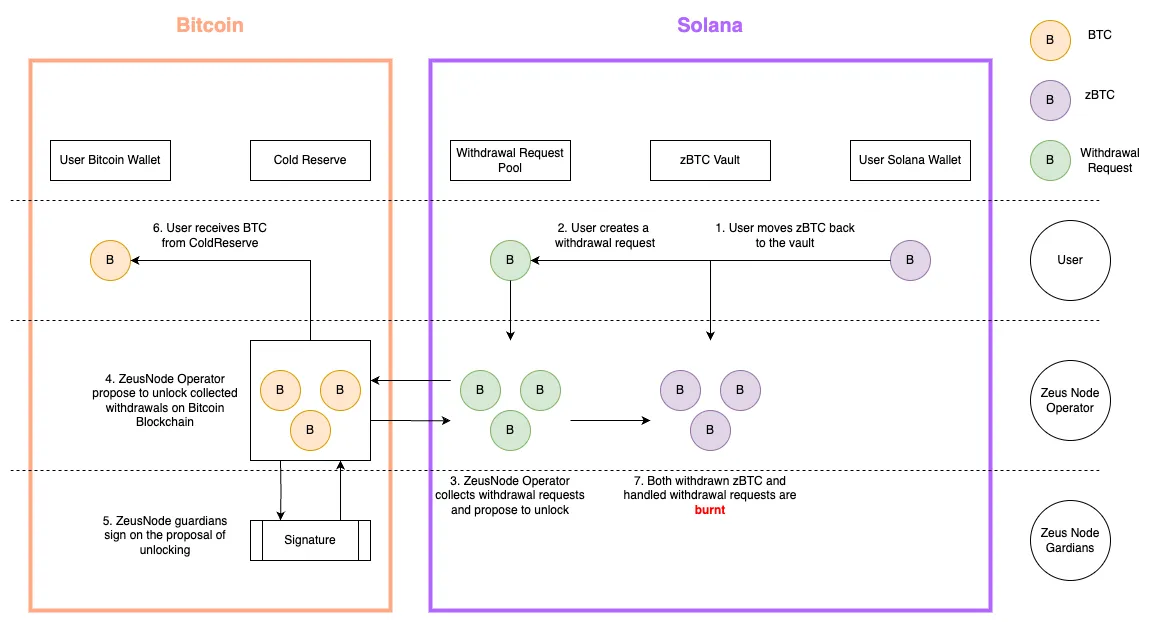 Bitcoin
Solana
B
BTC
B
zBTC
B
Withdrawal
Request
User Bitcoin Wallet
Cold Reserve
Withdrawal Request
Pool
zBTC Vault
User Solana Wallet
6. User receives BTC
from ColdReserve
2. User creates a
withdrawal request
1. User moves zBTC back
to the vault
B
B
B
User
4. ZeusNode Operator
propose to unlock collected
withdrawals on Bitcoin
Blockchain
B
B
B
B
B
B
B
B
B
Zeus Node
Operator
3. ZeusNode Operator
collects withdrawal requests
and propose to unlock
7. Both withdrawn zBTC and
handled withdrawal requests are
burnt
5. ZeusNode guardians
sign on the proposal of
unlocking
Signature
Zeus Node
Gardians